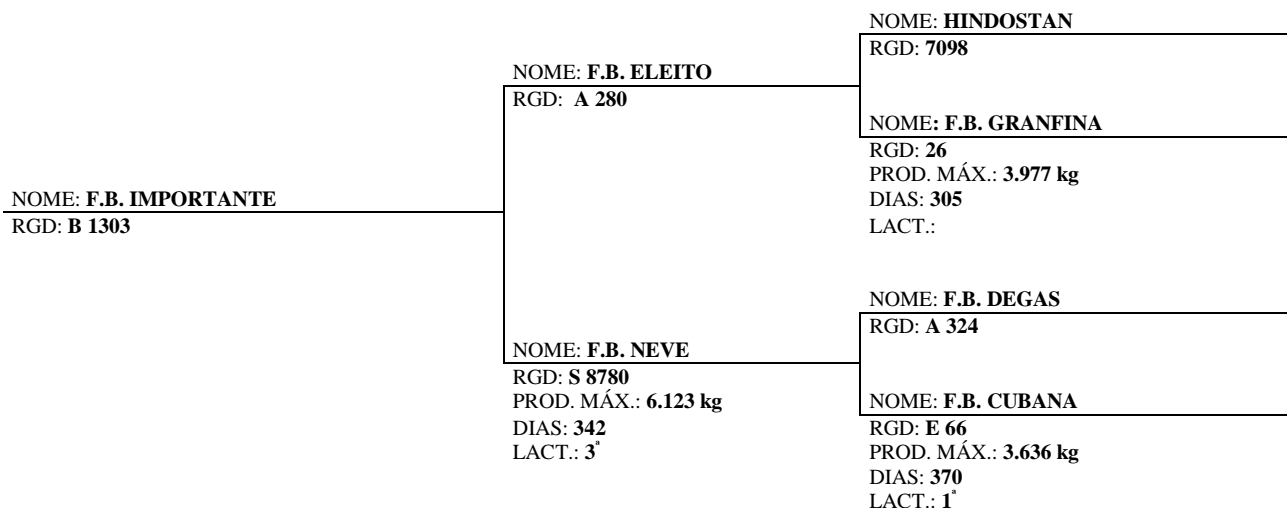 NOME: HINDOSTAN
RGD: 7098
NOME: F.B. ELEITO
RGD: A 280
NOME: F.B. GRANFINA
RGD: 26
PROD. MÁX.: 3.977 kg
DIAS: 305
LACT.:
NOME: F.B. IMPORTANTE
RGD: B 1303
NOME: F.B. DEGAS
RGD: A 324
NOME: F.B. NEVE
RGD: S 8780
PROD. MÁX.: 6.123 kg
DIAS: 342
LACT.: 3ª
NOME: F.B. CUBANA
RGD: E 66
PROD. MÁX.: 3.636 kg
DIAS: 370
LACT.: 1ª